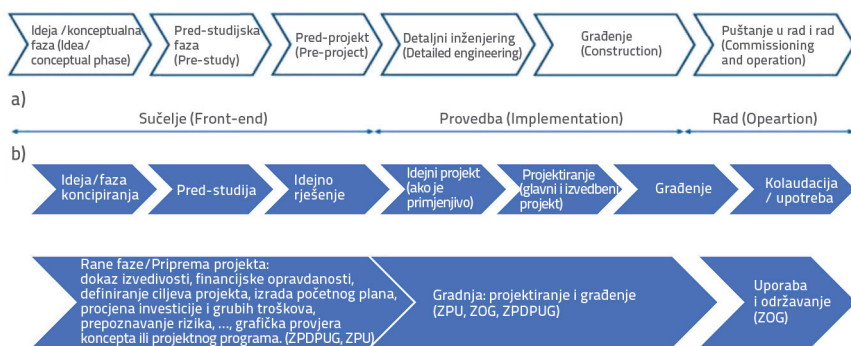 Ideja /konceptualna
faza (Idea/
conceptual phase)
Pred-studijska
faza
(Pre-study)
Pred-projekt
(Pre-project)
Detaljni inženjering
(Detailed engineering)
Građenje
(Construction)
Puštanje u rad i rad
(Commissioning
and operation)
a)
Sučelje (Front-end)
Provedba (Implementation)
Rad (Opeartion)
b)
Ideja/faza
koncipiranja
Pred-studija
Idejno
rješenje
Idejni projekt
(ako je
primjenjivo)
Projektiranje
(glavni i izvedbeni
projekt)
Građenje
Kolaudacija
/ upotreba
Rane faze/Priprema projekta:
dokaz izvedivosti, financijske opravdanosti,
definiranje ciljeva projekta, izrada početnog plana,
procjena investicije i grubih troškova,
prepoznavanje rizika, ..., grafička provjera
koncepta ili projektnog programa. (ZPDPUG, ZPU)
Gradnja: projektiranje i građenje
(ZPU, ZOG, ZPDPUG)
Uporaba
i održavanje
(ZOG)